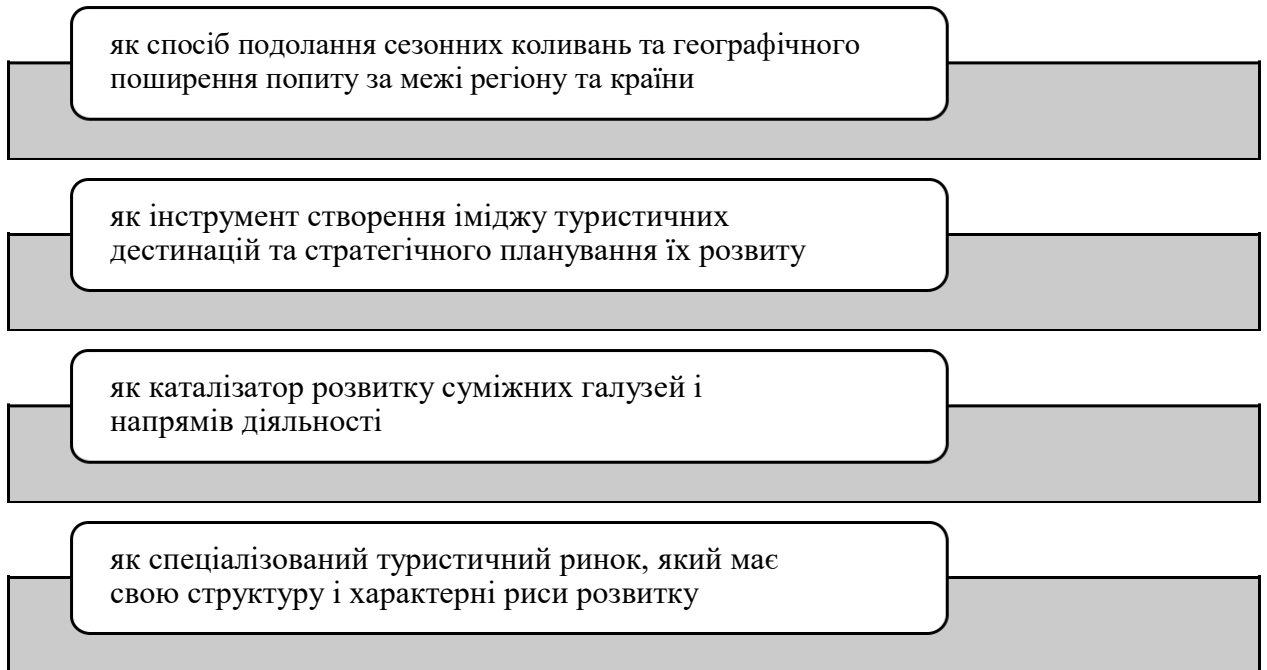 як спосіб подолання сезонних коливань та географічного
поширення попиту за межі регіону та країни
як інструмент створення іміджу туристичних
дестинацій та стратегічного планування їх розвиту
як каталізатор розвитку суміжних галузей і
напрямів діяльності
як спеціалізований туристичний ринок, який має
свою структуру і характерні риси розвитку